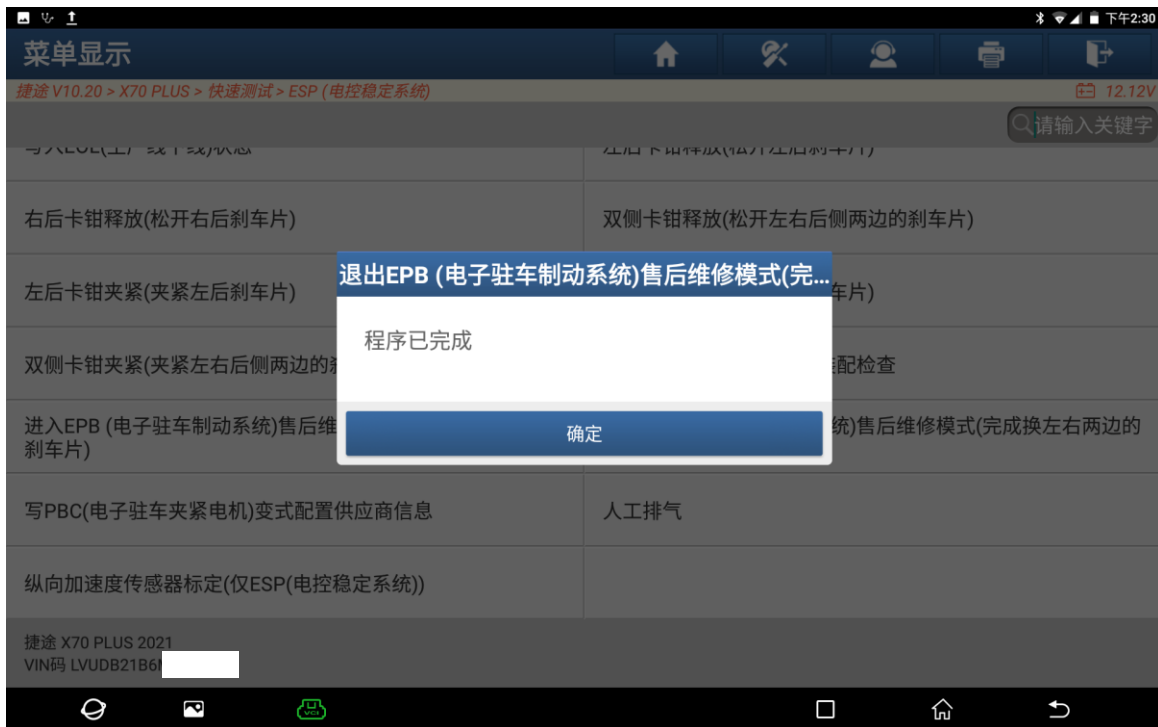 下午2:30
菜单显示
捷途 V10.20 > X70 PLUS > 快速测试 > ESP (电控稳定系统)
12.12V
请输入关键字
右后卡钳释放(松开右后刹车片)
双侧卡钳释放(松开左右后侧两边的刹车片)
退出EPB (电子驻车制动系统)售后维修模式(完...
左后卡钳夹紧(夹紧左后刹车片)
车片)
程序已完成
双侧卡钳夹紧(夹紧左右后侧两边的
配检查
确定
进入EPB (电子驻车制动系统)售后维
刹车片)
统)售后维修模式(完成换左右两边的
写PBC(电子驻车夹紧电机)变式配置供应商信息
人工排气
纵向加速度传感器标定(仅ESP(电控稳定系统))
捷途 X70 PLUS 2021
VIN码 LVUDB21B6
VCI